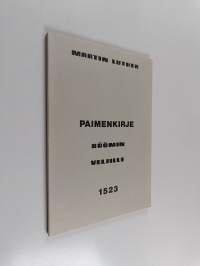 MARTIN LUTHER
PAIMENKIRJE
BÖÖMIN
VELJILLE
1523